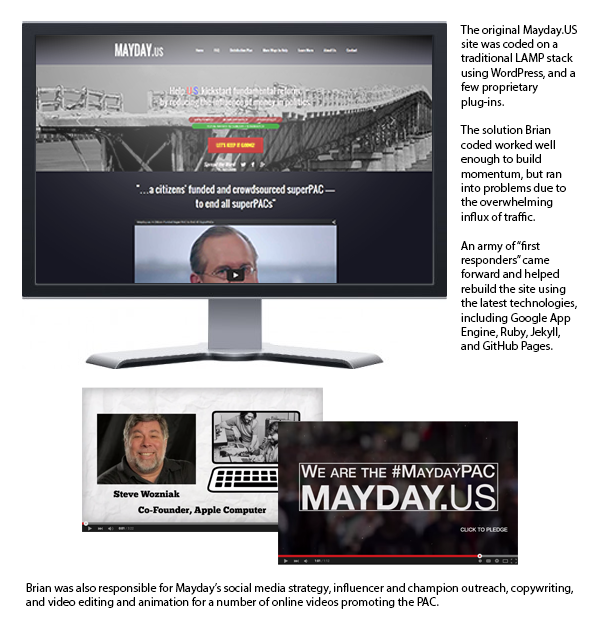 MAYDAY.US
Home FAQ Distribution Plan More Ways to Help Learn More About Us Contact
Help US kickstart fundamental reform
by reducing the influence of money in politics.
LET'S KEEP IT GOING!
Spread the Word:
"...a citizens' funded and crowdsourced superPAC —
to end all superPACs"
The original Mayday.US
site was coded on a
traditional LAMP stack
using WordPress, and a
few proprietary
plug-ins.
The solution Brian
coded worked well
enough to build
momentum, but ran
into problems due to
the overwhelming
influx of traffic.
An army of “first
responders” came
forward and helped
rebuild the site using
the latest technologies,
including Google App
Engine, Ruby, Jekyll,
and GitHub Pages.
Steve Wozniak
Co-Founder, Apple Computer
WE ARE THE #MAYDAYPAC
MAYDAY.US
CLICK TO PLEDGE
Brian was also responsible for Mayday’s social media strategy, influencer and champion outreach, copywriting,
and video editing and animation for a number of online videos promoting the PAC.